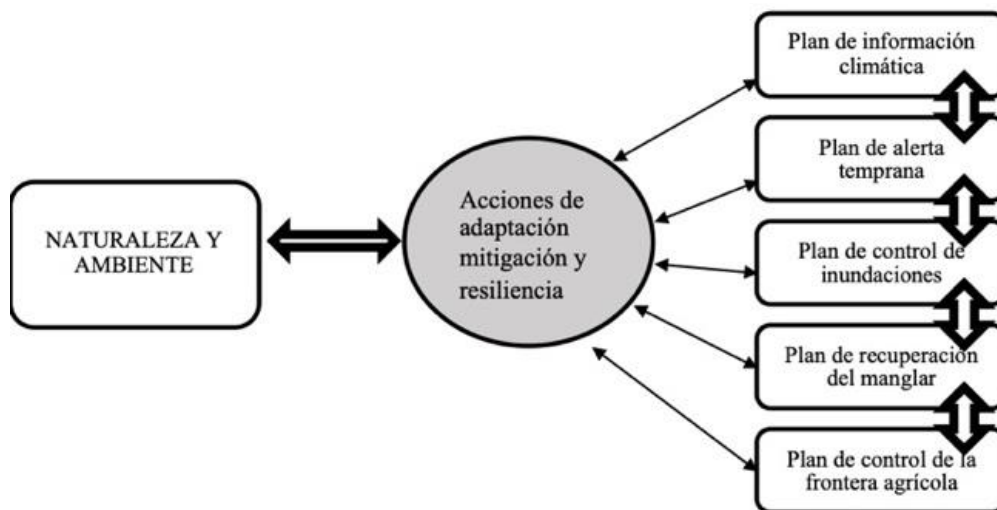 NATURALEZA Y
AMBIENTE
Acciones de
adaptación
mitigación y
resiliencia
Plan de información
climática
Plan de alerta
temprana
Plan de control de
inundaciones
Plan de recuperación
del manglar
Plan de control de la
frontera agrícola